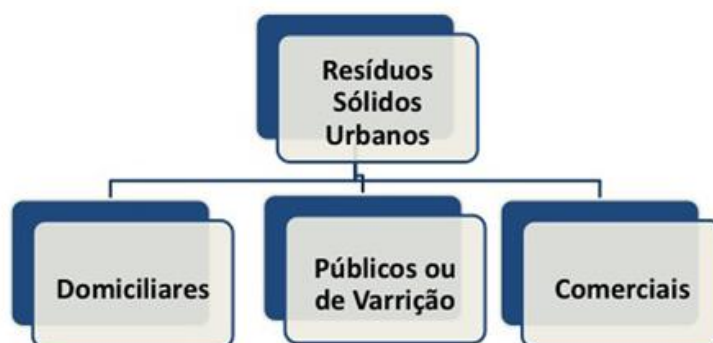 Resíduos
Sólidos
Urbanos
Domiciliares
Públicos ou
de Varrição
Comerciais